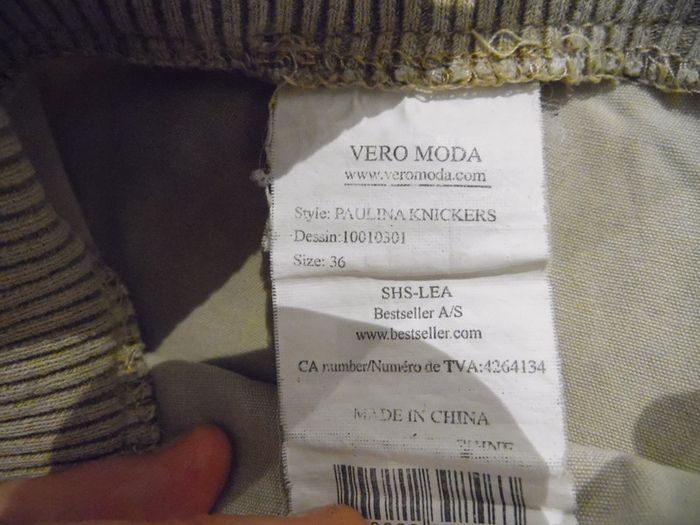 VERO MODA
www.veromoda.com
Style: PAULINA KNICKERS
Dessin:10010301
Size: 36
SHS-LEA
Bestseller A/S
www.bestseller.com
CA number/Numéro de TVA:4264134
MADE IN CHINA